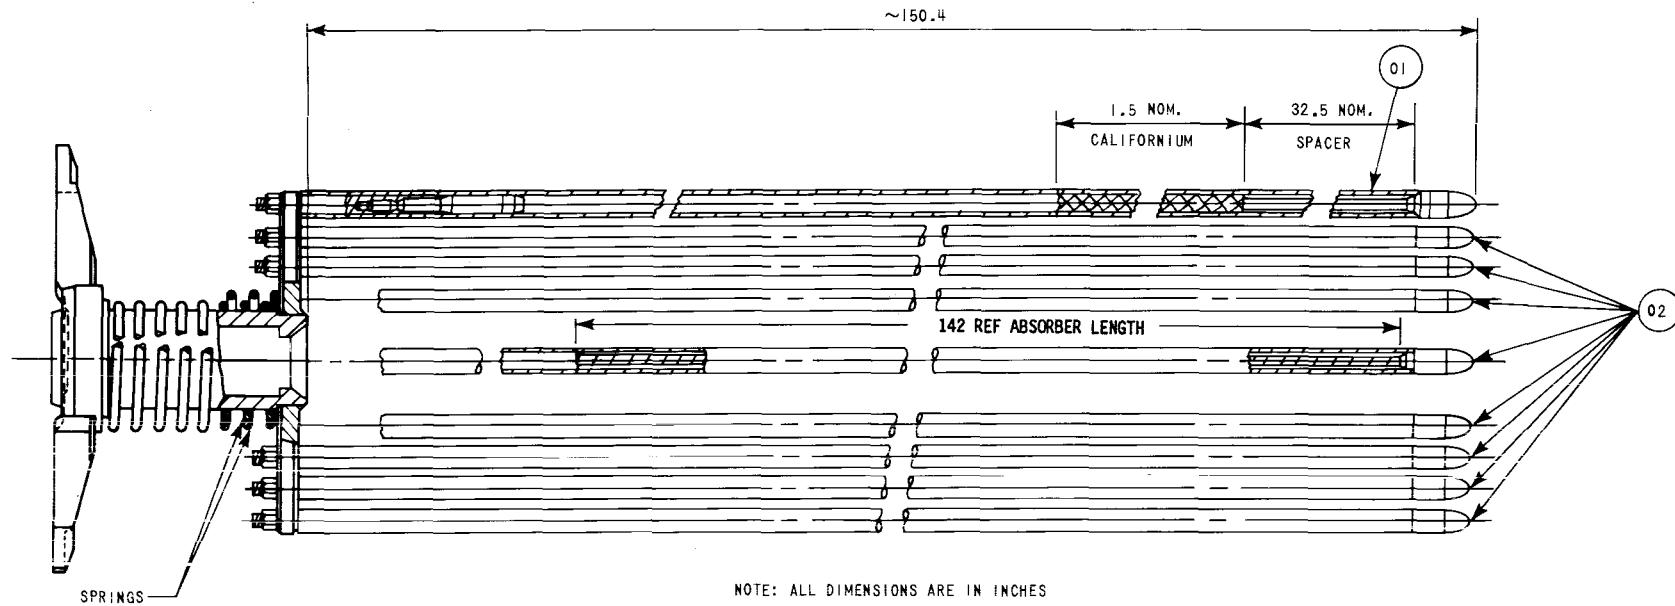 ~150.4
01
1.5 NOM.
32.5 NOM.
CALIFORNIUM
SPACER
02
142 REF ABSORBER LENGTH
SPRINGS
NOTE: ALL DIMENSIONS ARE IN INCHES